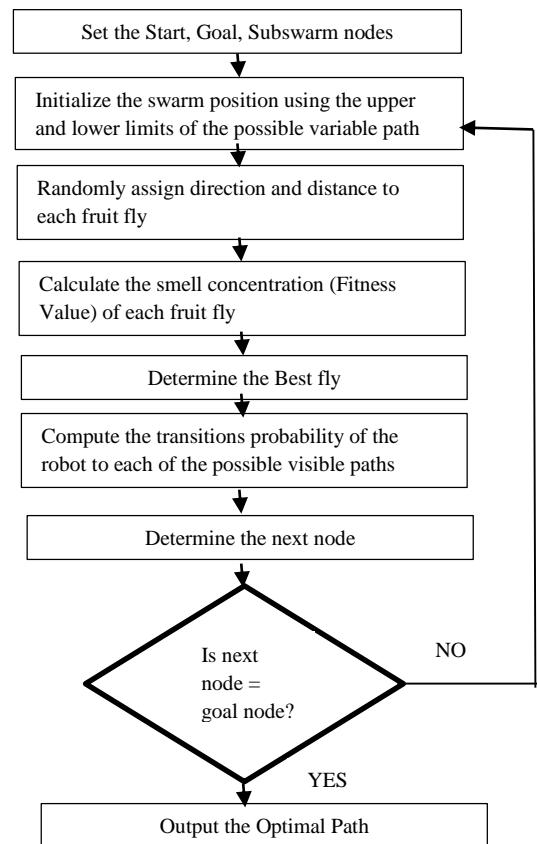 Set the Start, Goal, Subswarm nodes
Initialize the swarm position using the upper
and lower limits of the possible variable path
Randomly assign direction and distance to
each fruit fly
Calculate the smell concentration (Fitness
Value) of each fruit fly
Determine the Best fly
Compute the transitions probability of the
robot to each of the possible visible paths
Determine the next node
Is next
node =
goal node?
NO
YES
Output the Optimal Path